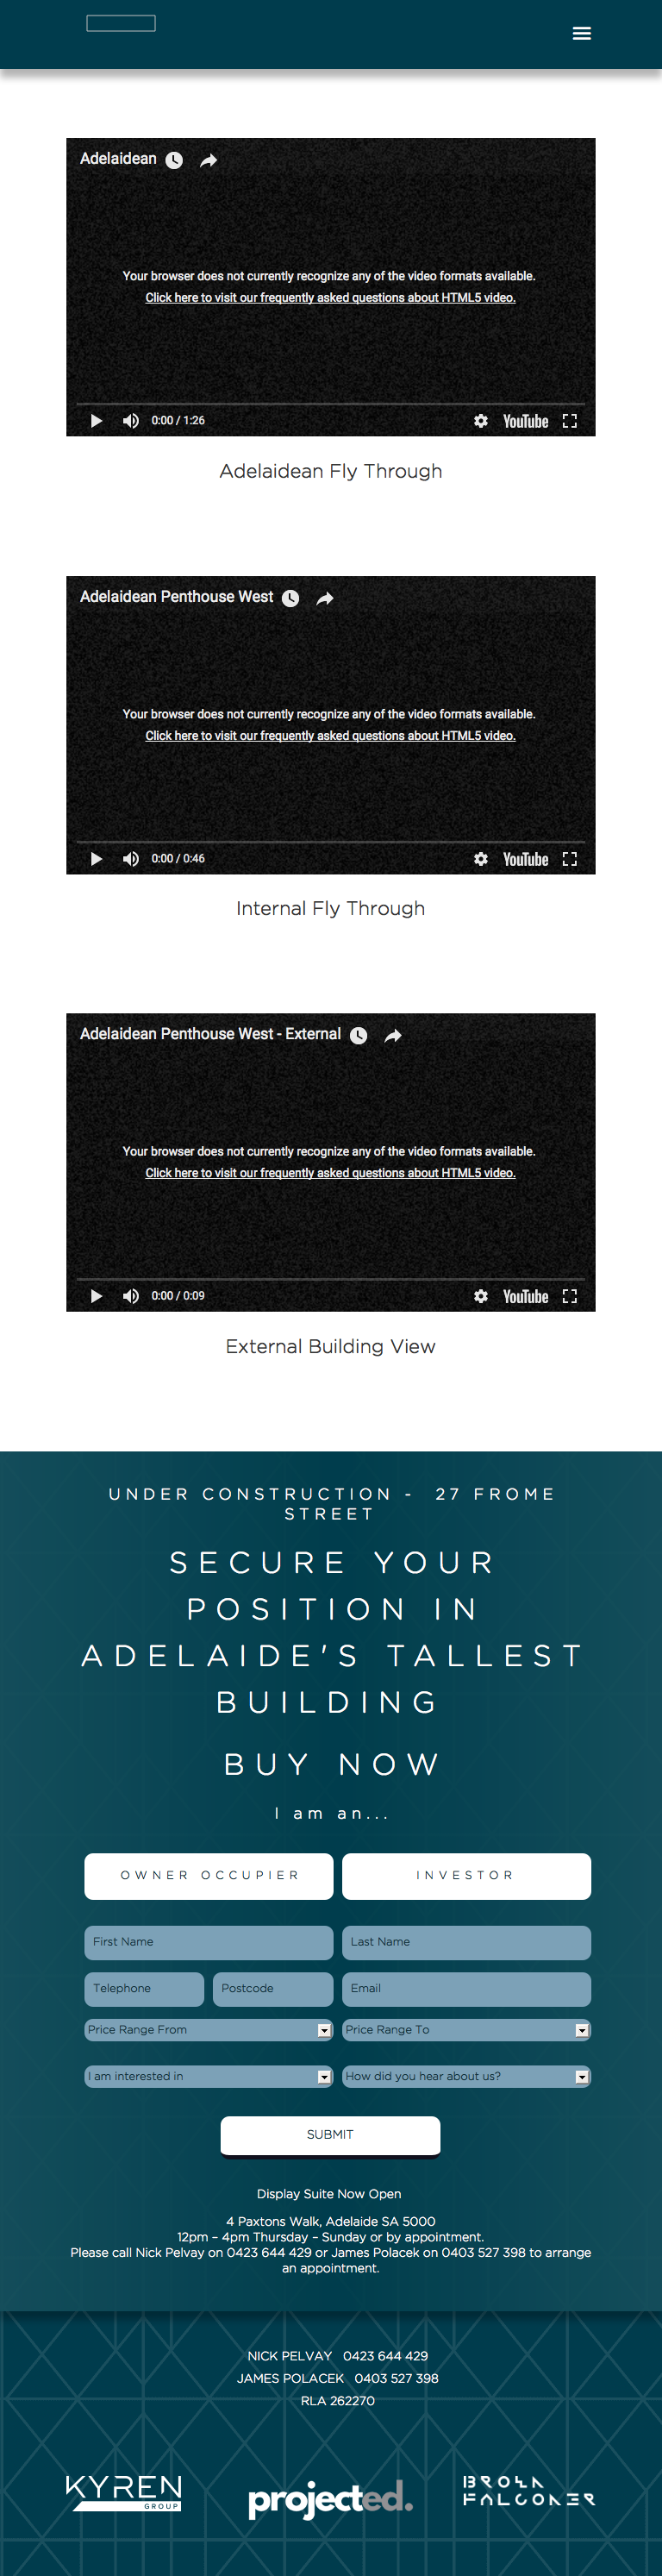 Adelaidean
Your browser does not currently recognize any of the video formats available.
Click here to visit our frequently asked questions about HTML5 video.
0:00 / 1:26
YouTube
Adelaidean Fly Through
Adelaidean Penthouse West
Your browser does not currently recognize any of the video formats available.
Click here to visit our frequently asked questions about HTML5 video.
0:00 / 0:46
YouTube
Internal Fly Through
Adelaidean Penthouse West - External
Your browser does not currently recognize any of the video formats available.
Click here to visit our frequently asked questions about HTML5 video.
0:00 / 0:09
YouTube
External Building View
UNDER CONSTRUCTION - 27 FROME
STREET
SECURE YOUR
POSITION IN
ADELAIDE'S TALLEST
BUILDING
BUY NOW
I am an...
OWNER OCCUPIER
INVESTOR
First Name
Last Name
Telephone
Postcode
Email
Price Range From
Price Range To
I am interested in
How did you hear about us?
SUBMIT
Display Suite Now Open
4 Paxtons Walk, Adelaide SA 5000
12pm – 4pm Thursday – Sunday or by appointment.
Please call Nick Pelvay on 0423 644 429 or James Polacek on 0403 527 398 to arrange
an appointment.
NICK PELVAY 0423 644 429
JAMES POLACEK 0403 527 398
RLA 262270
KYREN
GROUP
projected.
BROWN
FALCONER